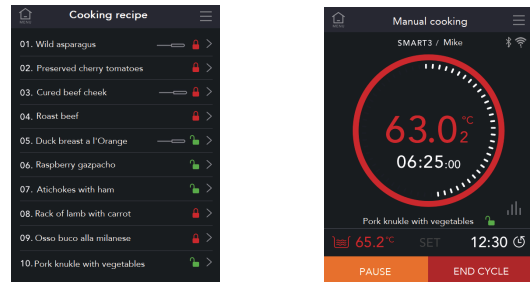 Cooking recipe
MENU
01. Wild asparagus
02. Preserved cherry tomatoes
03. Cured beef cheek
04. Roast beef
05. Duck breast a l'Orange
06. Raspberry gazpacho
07. Atichokes with ham
08. Rack of lamb with carrot
09. Osso buco alla milanese
10. Pork knukle with vegetables
Manual cooking
MENU
SMART3 / Mike
63.0 2 °C
06:25:00
Pork knukle with vegetables
65.2°C SET 12:30
PAUSE END CYCLE